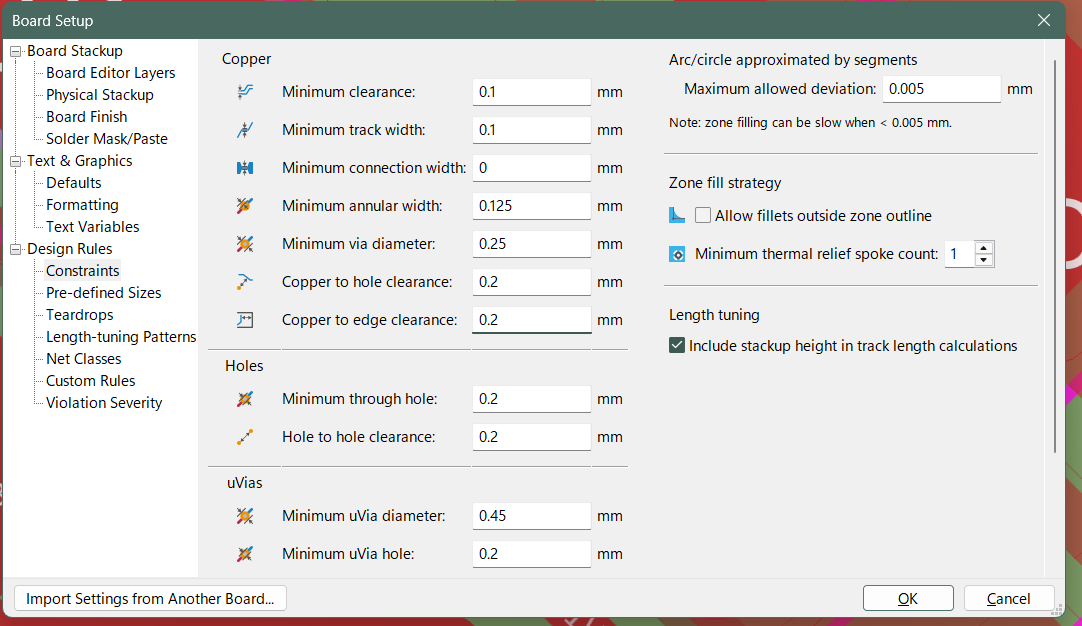 Board Setup
Board Stackup
Board Editor Layers
Physical Stackup
Board Finish
Solder Mask/Paste
Text & Graphics
Defaults
Formatting
Text Variables
Design Rules
Constraints
Pre-defined Sizes
Teardrops
Length-tuning Patterns
Net Classes
Custom Rules
Violation Severity
Copper
Minimum clearance: 0.1 mm
Minimum track width: 0.1 mm
Minimum connection width: 0 mm
Minimum annular width: 0.125 mm
Minimum via diameter: 0.25 mm
Copper to hole clearance: 0.2 mm
Copper to edge clearance: 0.2 mm
Holes
Minimum through hole: 0.2 mm
Hole to hole clearance: 0.2 mm
uVias
Minimum uVia diameter: 0.45 mm
Minimum uVia hole: 0.2 mm
Arc/circle approximated by segments
Maximum allowed deviation: 0.005 mm
Note: zone filling can be slow when < 0.005 mm.
Zone fill strategy
Allow fillets outside zone outline
Minimum thermal relief spoke count: 1
Length tuning
Include stackup height in track length calculations
Import Settings from Another Board...
OK
Cancel